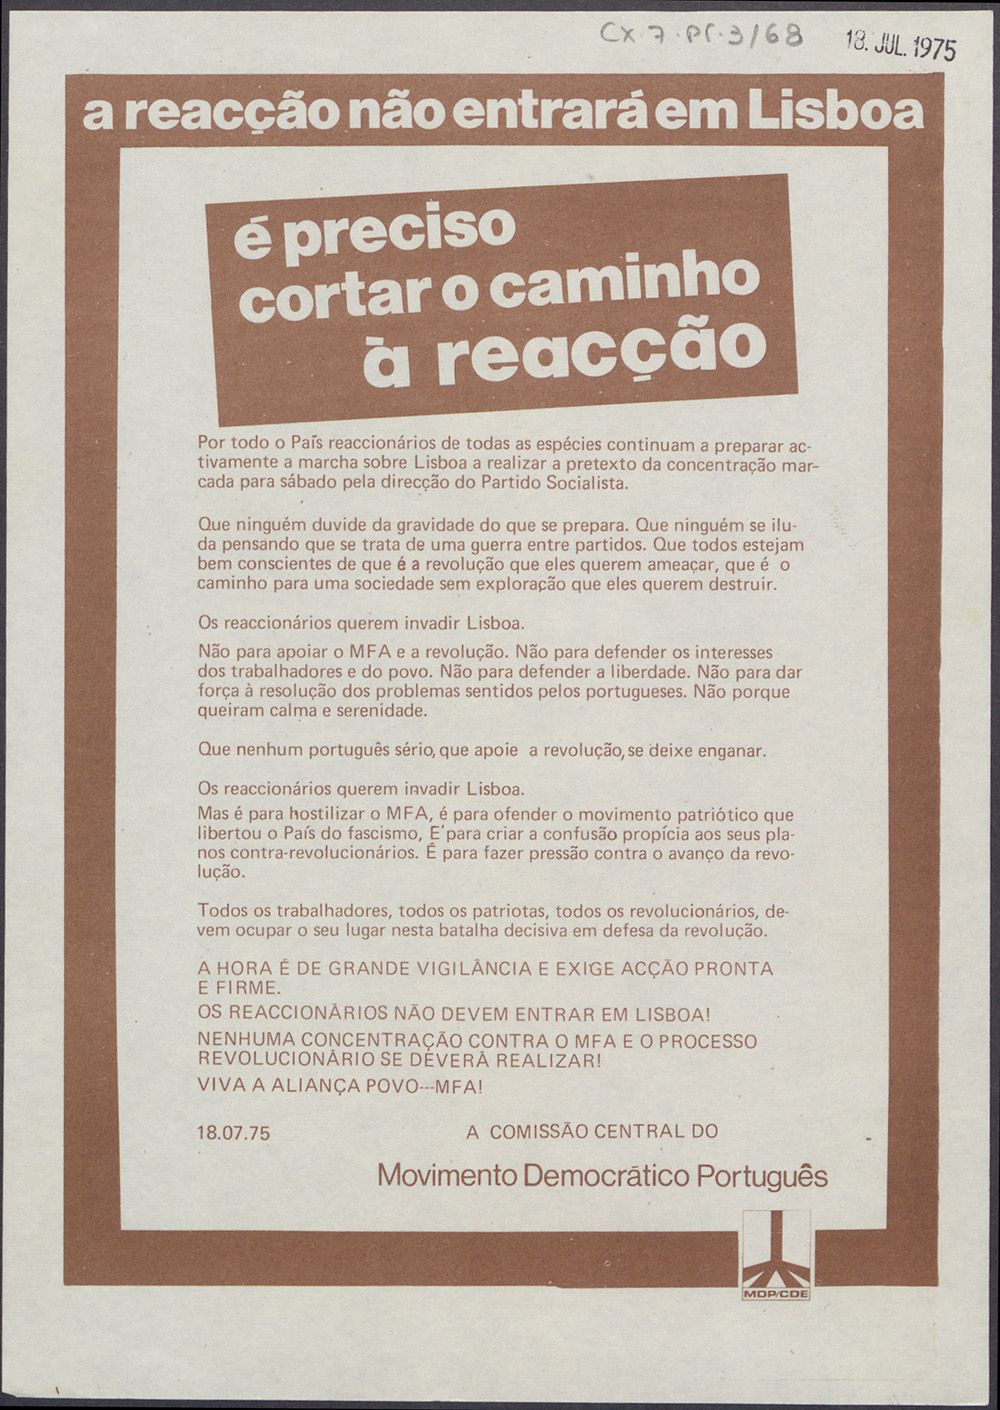 CX.7.Pr.3/68
18. JUL. 1975
a reacção não entrará em Lisboa
é preciso
cortar o caminho
à reacção
Por todo o País reaccionários de todas as espécies continuam a preparar ac-
tivamente a marcha sobre Lisboa a realizar a pretexto da concentração mar-
cada para sábado pela direcção do Partido Socialista.
Que ninguém duvide da gravidade do que se prepara. Que ninguém se ilu-
da pensando que se trata de uma guerra entre partidos. Que todos estejam
bem conscientes de que é a revolução que eles querem ameaçar, que é o
caminho para uma sociedade sem exploração que eles querem destruir.
Os reaccionários querem invadir Lisboa.
Não para apoiar o MFA e a revolução. Não para defender os interesses
dos trabalhadores e do povo. Não para defender a liberdade. Não para dar
força à resolução dos problemas sentidos pelos portugueses. Não porque
queiram calma e serenidade.
Que nenhum português sério, que apoie a revolução, se deixe enganar.
Os reaccionários querem invadir Lisboa.
Mas é para hostilizar o MFA, é para ofender o movimento patriótico que
libertou o País do fascismo, E'para criar a confusão propícia aos seus pla-
nos contra-revolucionários. É para fazer pressão contra o avanço da revo-
lução.
Todos os trabalhadores, todos os patriotas, todos os revolucionários, de-
vem ocupar o seu lugar nesta batalha decisiva em defesa da revolução.
A HORA É DE GRANDE VIGILÂNCIA E EXIGE ACÇÃO PRONTA
E FIRME.
OS REACCIONÁRIOS NÃO DEVEM ENTRAR EM LISBOA!
NENHUMA CONCENTRAÇÃO CONTRA O MFA E O PROCESSO
REVOLUCIONÁRIO SE DEVERÁ REALIZAR!
VIVA A ALIANÇA POVO---MFA!
18.07.75 A COMISSÃO CENTRAL DO
Movimento Democrático Português
MDP/CDE